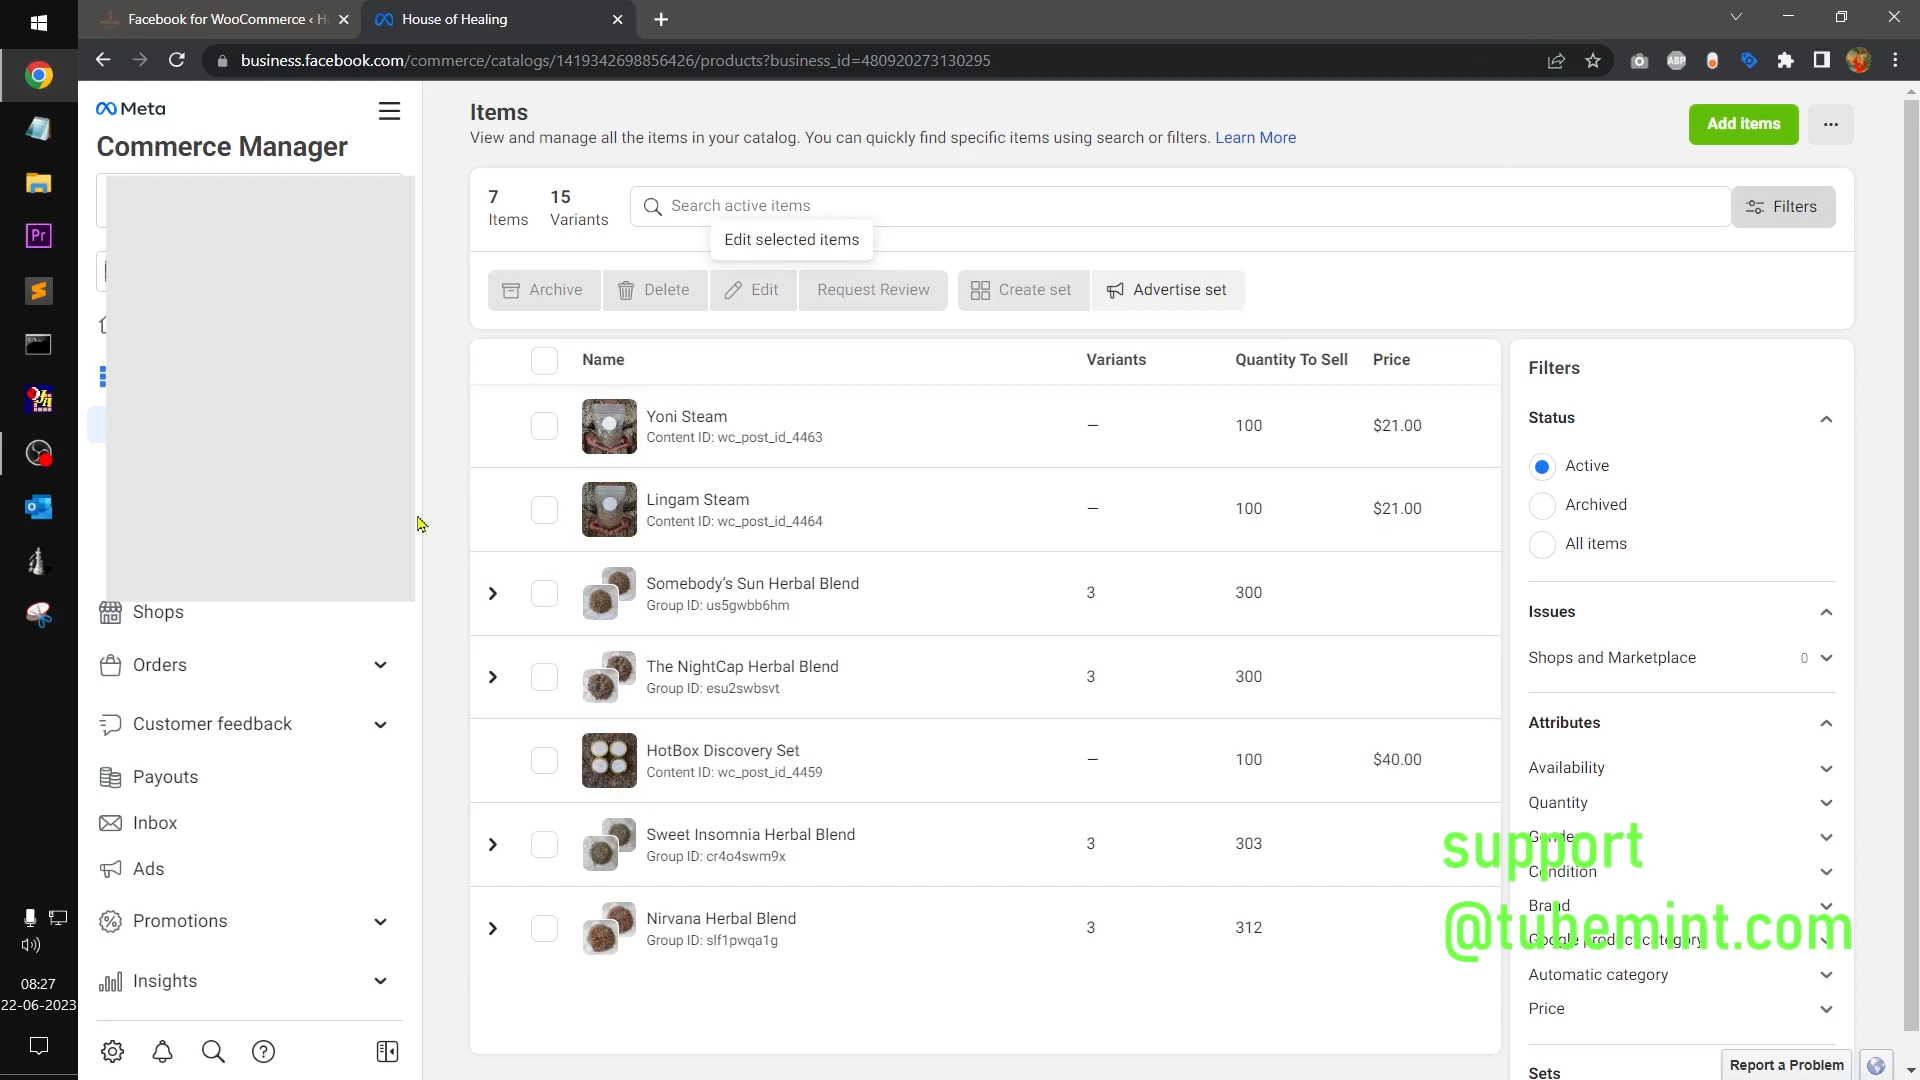 Facebook for WooCommerce ‹ H
House of Healing
business.facebook.com/commerce/catalogs/1419342698856426/products?business_id=480920273130295
ABP
Meta
Commerce Manager
Shops
Orders
Customer feedback
Payouts
Inbox
Ads
Promotions
Insights
Items
View and manage all the items in your catalog. You can quickly find specific items using search or filters. Learn More
Add items
7
Items
15
Variants
Search active items
Filters
Edit selected items
Archive
Delete
Edit
Request Review
Create set
Advertise set
Name Variants Quantity To Sell Price
Yoni Steam
Content ID: wc_post_id_4463
– 100 $21.00
Lingam Steam
Content ID: wc_post_id_4464
– 100 $21.00
Somebody’s Sun Herbal Blend
Group ID: us5gwbb6hm
3 300
The NightCap Herbal Blend
Group ID: esu2swbsvt
3 300
HotBox Discovery Set
Content ID: wc_post_id_4459
– 100 $40.00
Sweet Insomnia Herbal Blend
Group ID: cr4o4swm9x
3 303
Nirvana Herbal Blend
Group ID: slf1pwqa1g
3 312
Filters
Status
Active
Archived
All items
Issues
Shops and Marketplace 0
Attributes
Availability
Quantity
Gender
Condition
Brand
Google product category
Automatic category
Price
Sets
support
@tubemint.com
Report a Problem
Pr
08:27
22-06-2023